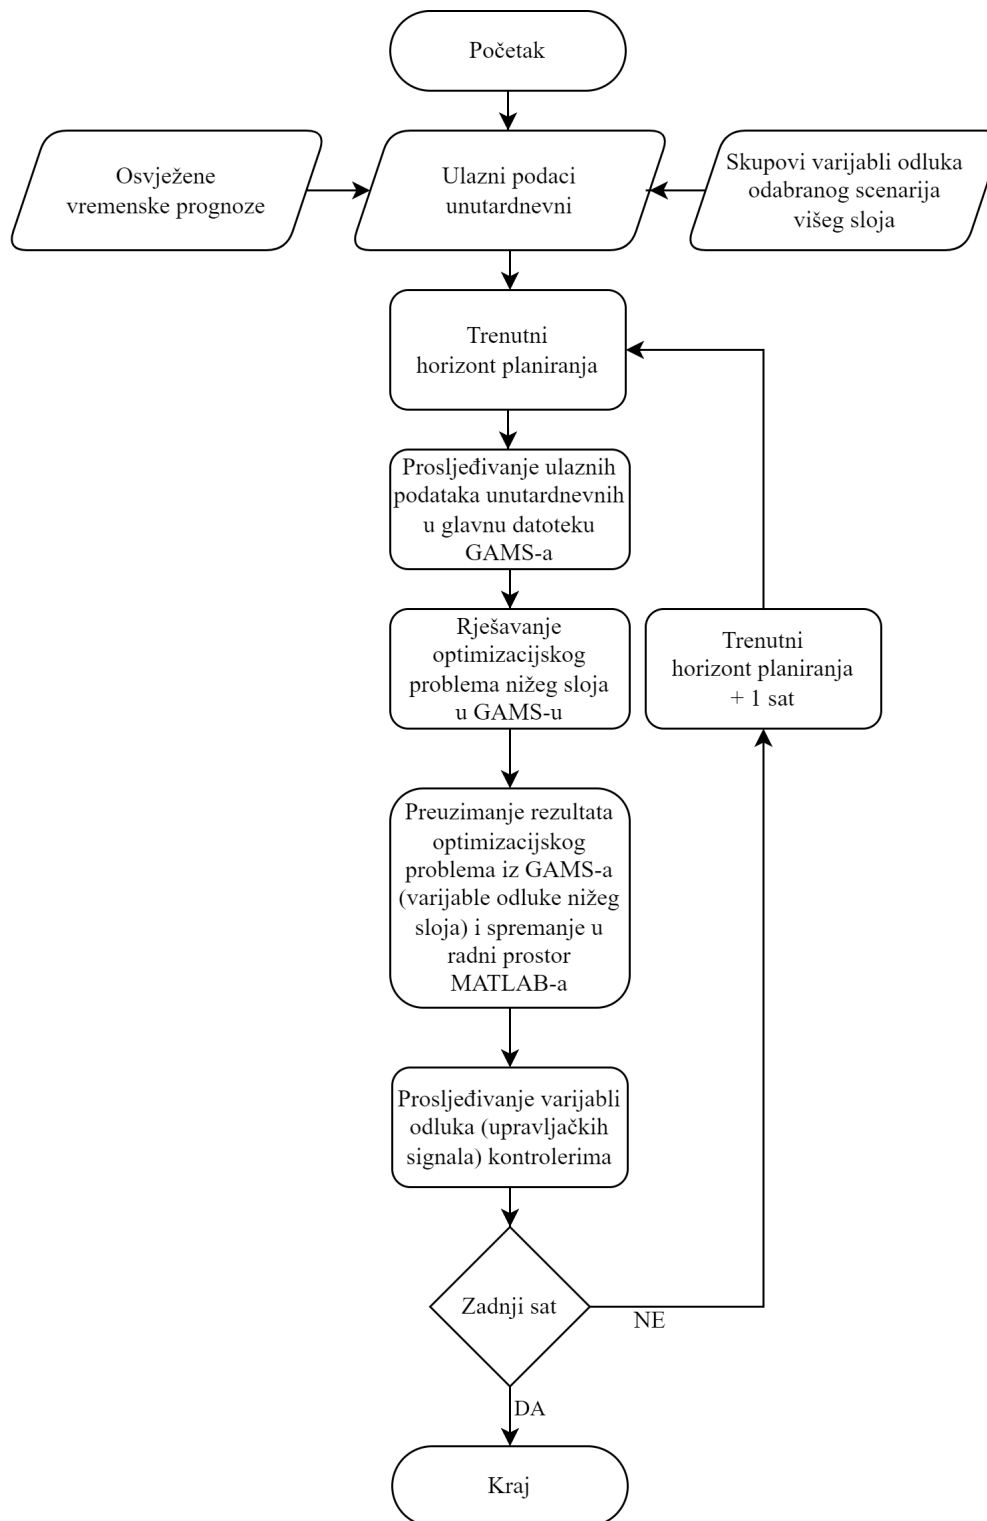 Početak
Osvježene
vremenske prognoze
Ulazni podaci
unutardnevni
Skupovi varijabli odluka
odabranog scenarija
višeg sloja
Trenutni
horizont planiranja
Prosljeđivanje ulaznih
podataka unutardnevnih
u glavnu datoteku
GAMS-a
Rješavanje
optimizacijskog
problema nižeg sloja
u GAMS-u
Trenutni
horizont planiranja
+ 1 sat
Preuzimanje rezultata
optimizacijskog
problema iz GAMS-a
(varijable odluke nižeg
sloja) i spremanje u
radni prostor
MATLAB-a
Prosljeđivanje varijabli
odluka (upravljačkih
signala) kontrolerima
Zadnji sat
NE
DA
Kraj